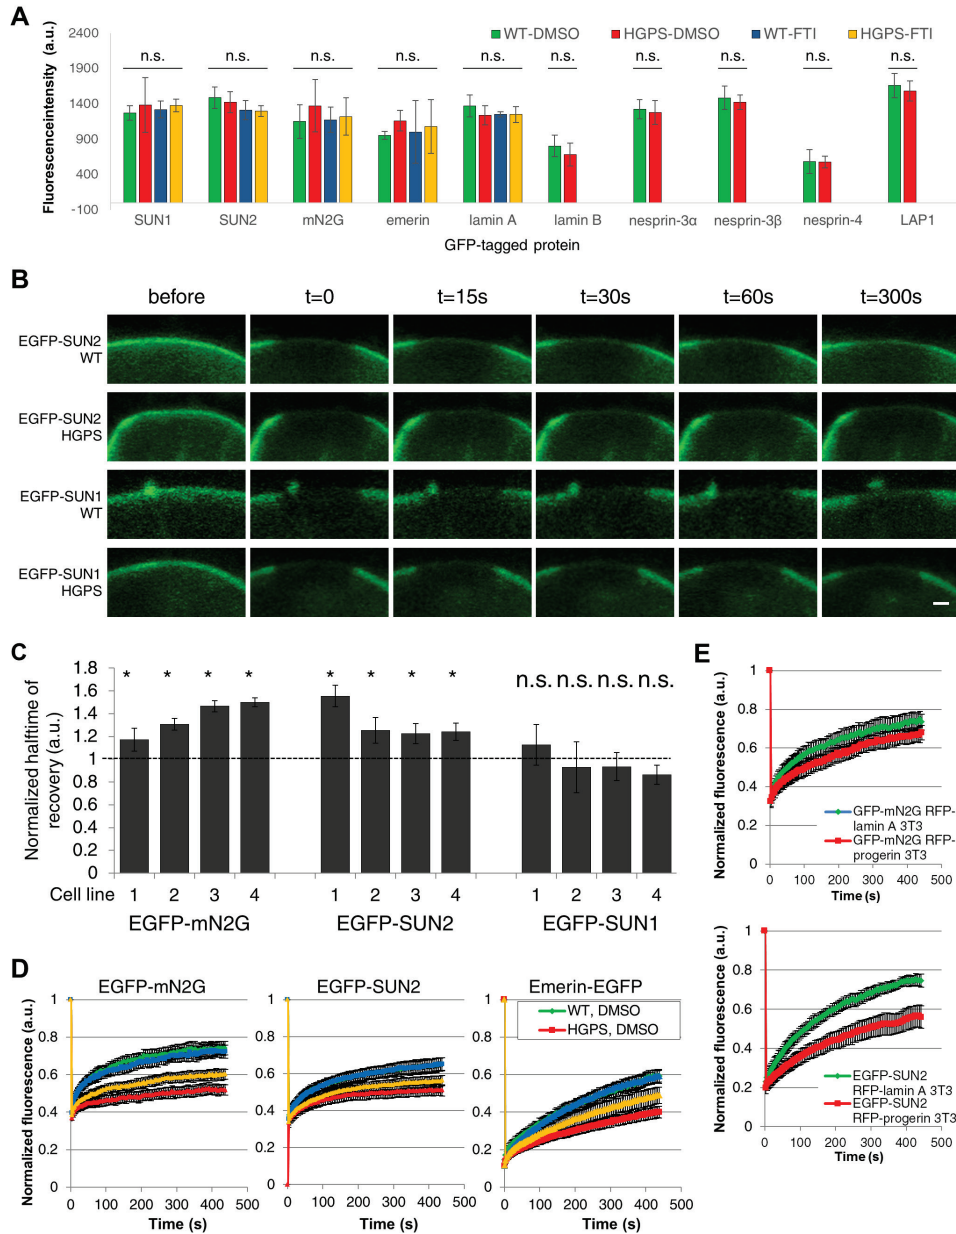 A
Fluorescenceintensity (a.u.)
2400
1900
1400
900
400
-100
WT-DMSO HGPS-DMSO WT-FTI HGPS-FTI
n.s. n.s. n.s. n.s. n.s. n.s. n.s. n.s. n.s. n.s.
SUN1 SUN2 mN2G emerin lamin A lamin B nesprin-3α nesprin-3β nesprin-4 LAP1
GFP-tagged protein
B
before t=0 t=15s t=30s t=60s t=300s
EGFP-SUN2
WT
EGFP-SUN2
HGPS
EGFP-SUN1
WT
EGFP-SUN1
HGPS
C
Normalized halftime of
recovery (a.u.)
1.8
1.6
1.4
1.2
1
0.8
0.6
0.4
0.2
0
* * * * * * * * n.s. n.s. n.s. n.s.
Cell line 1 2 3 4 1 2 3 4 1 2 3 4
EGFP-mN2G EGFP-SUN2 EGFP-SUN1
D
Normalized fluorescence (a.u.)
EGFP-mN2G
1
0.8
0.6
0.4
0.2
0
0 100 200 300 400 500
Time (s)
EGFP-SUN2
1
0.8
0.6
0.4
0.2
0
0 100 200 300 400 500
Time (s)
Emerin-EGFP
WT, DMSO
HGPS, DMSO
1
0.8
0.6
0.4
0.2
0
0 100 200 300 400 500
Time (s)
E
Normalized fluorescence (a.u.)
1
0.8
0.6
0.4
0.2
0
GFP-mN2G RFP-
lamin A 3T3
GFP-mN2G RFP-
progerin 3T3
0 100 200 300 400 500
Time (s)
Normalized fluorescence (a.u.)
1
0.8
0.6
0.4
0.2
0
EGFP-SUN2
RFP-lamin A 3T3
EGFP-SUN2
RFP-progerin 3T3
0 100 200 300 400 500
Time (s)